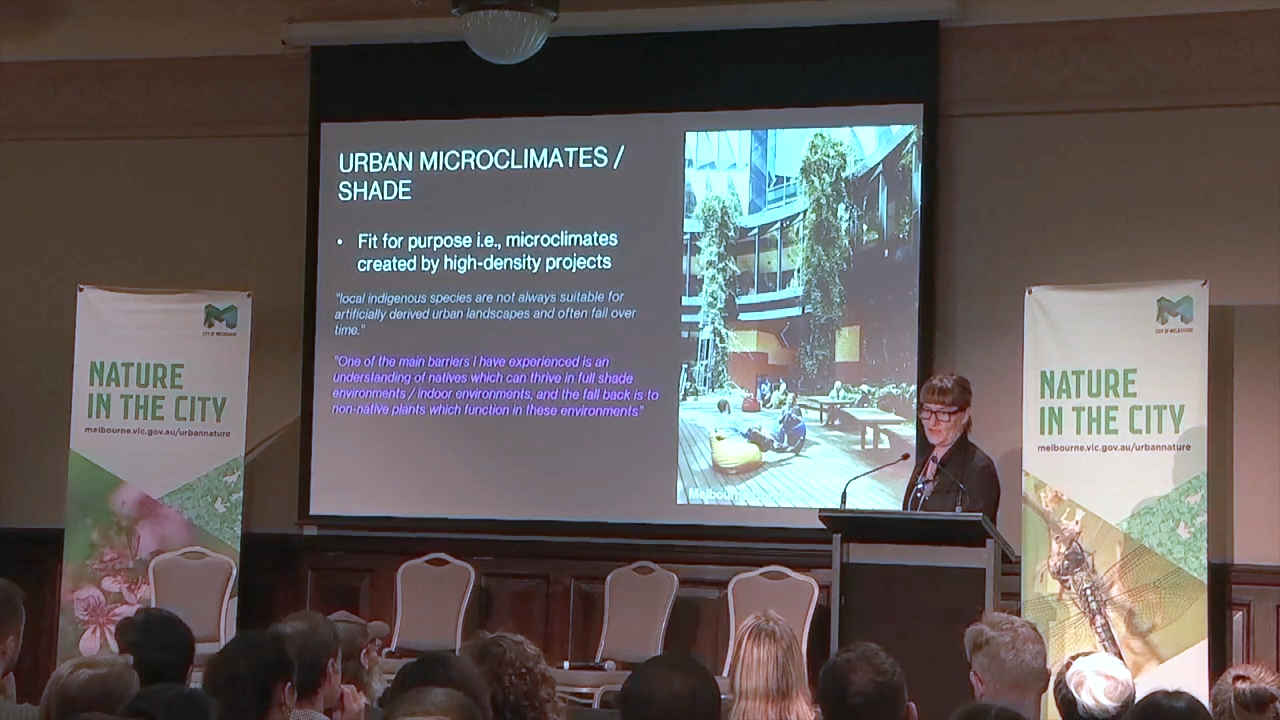 URBAN MICROCLIMATES /
SHADE
• Fit for purpose i.e., microclimates
created by high-density projects
"local indigenous species are not always suitable for
artificially derived urban landscapes and often fail over
time."
"One of the main barriers I have experienced is an
understanding of natives which can thrive in full shade
environments / indoor environments, and the fall back is to
non-native plants which function in these environments"
Melbourn
CITY OF MELBOURNE
NATURE
IN THE CITY
melbourne.vic.gov.au/urbannature
CITY OF MELBOURNE
NATURE
IN THE CITY
melbourne.vic.gov.au/urbannature